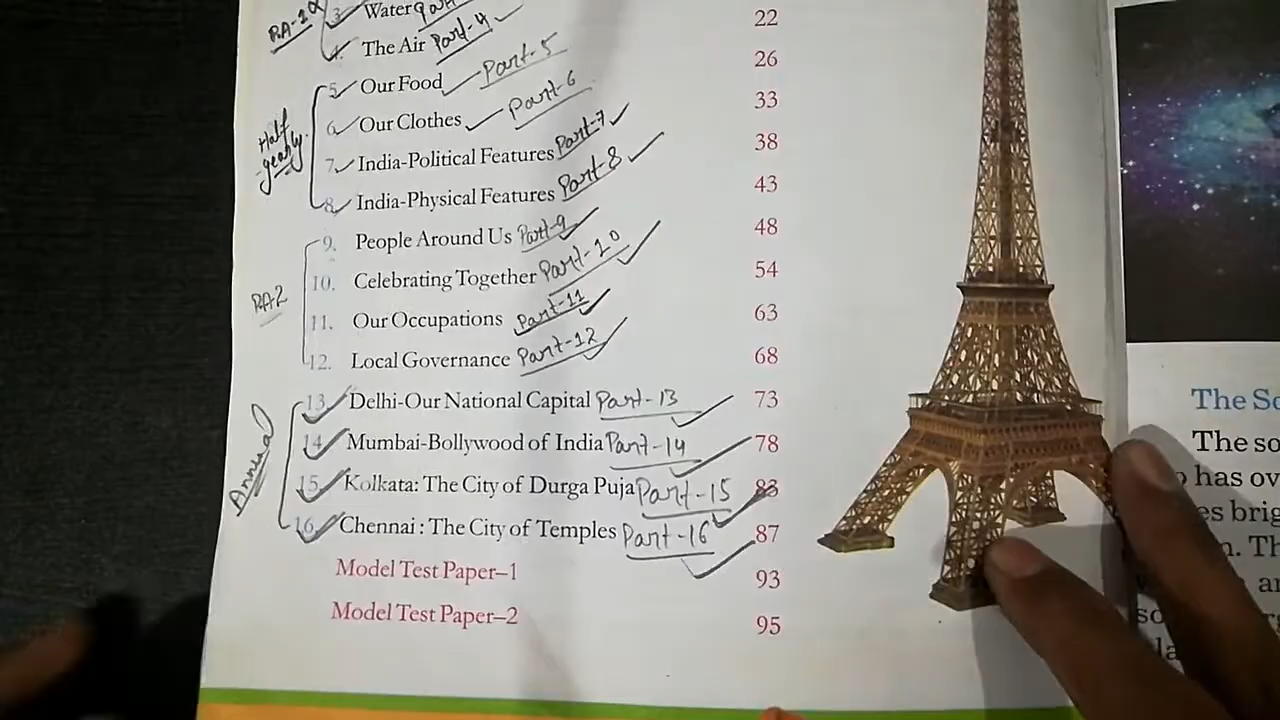 PA-1
3. Water Part 22
4. The Air Part-4 26
5. Our Food Part-5 33
6. Our Clothes Part-6 38
7. India-Political Features Part-7 43
8. India-Physical Features Part-8 48
Half yearly
9. People Around Us Part-9 54
10. Celebrating Together Part-10 63
11. Our Occupations Part-11 68
12. Local Governance Part-12
PA-2
13. Delhi-Our National Capital Part-13 73
14. Mumbai-Bollywood of India Part-14 78
15. Kolkata: The City of Durga Puja Part-15 83
16. Chennai: The City of Temples Part-16 87
Annual
Model Test Paper–1 93
Model Test Paper–2 95
The So
The so
has ov
es brig
n. Th